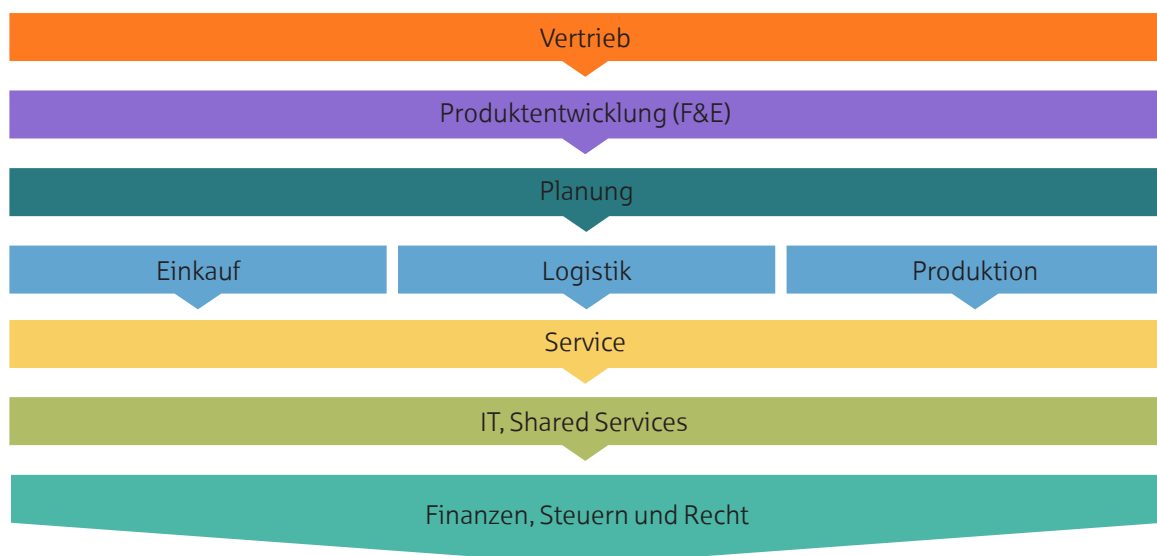 Vertrieb
Produktentwicklung (F&E)
Planung
Einkauf
Logistik
Produktion
Service
IT, Shared Services
Finanzen, Steuern und Recht